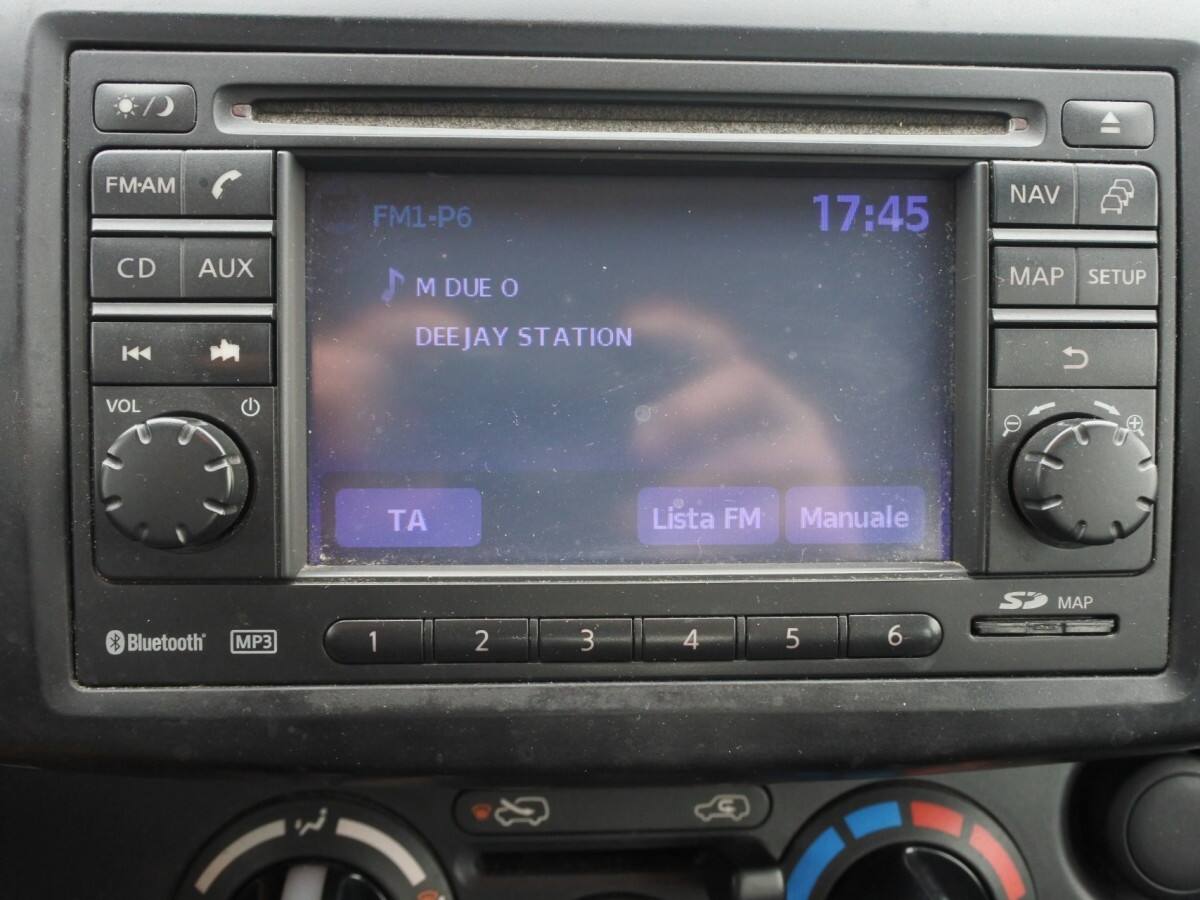 FM·AM
CD AUX
VOL
FM1-P6 17:45
M DUE O
DEEJAY STATION
TA Lista FM Manuale
NAV
MAP SETUP
Bluetooth MP3
1 2 3 4 5 6
SD MAP